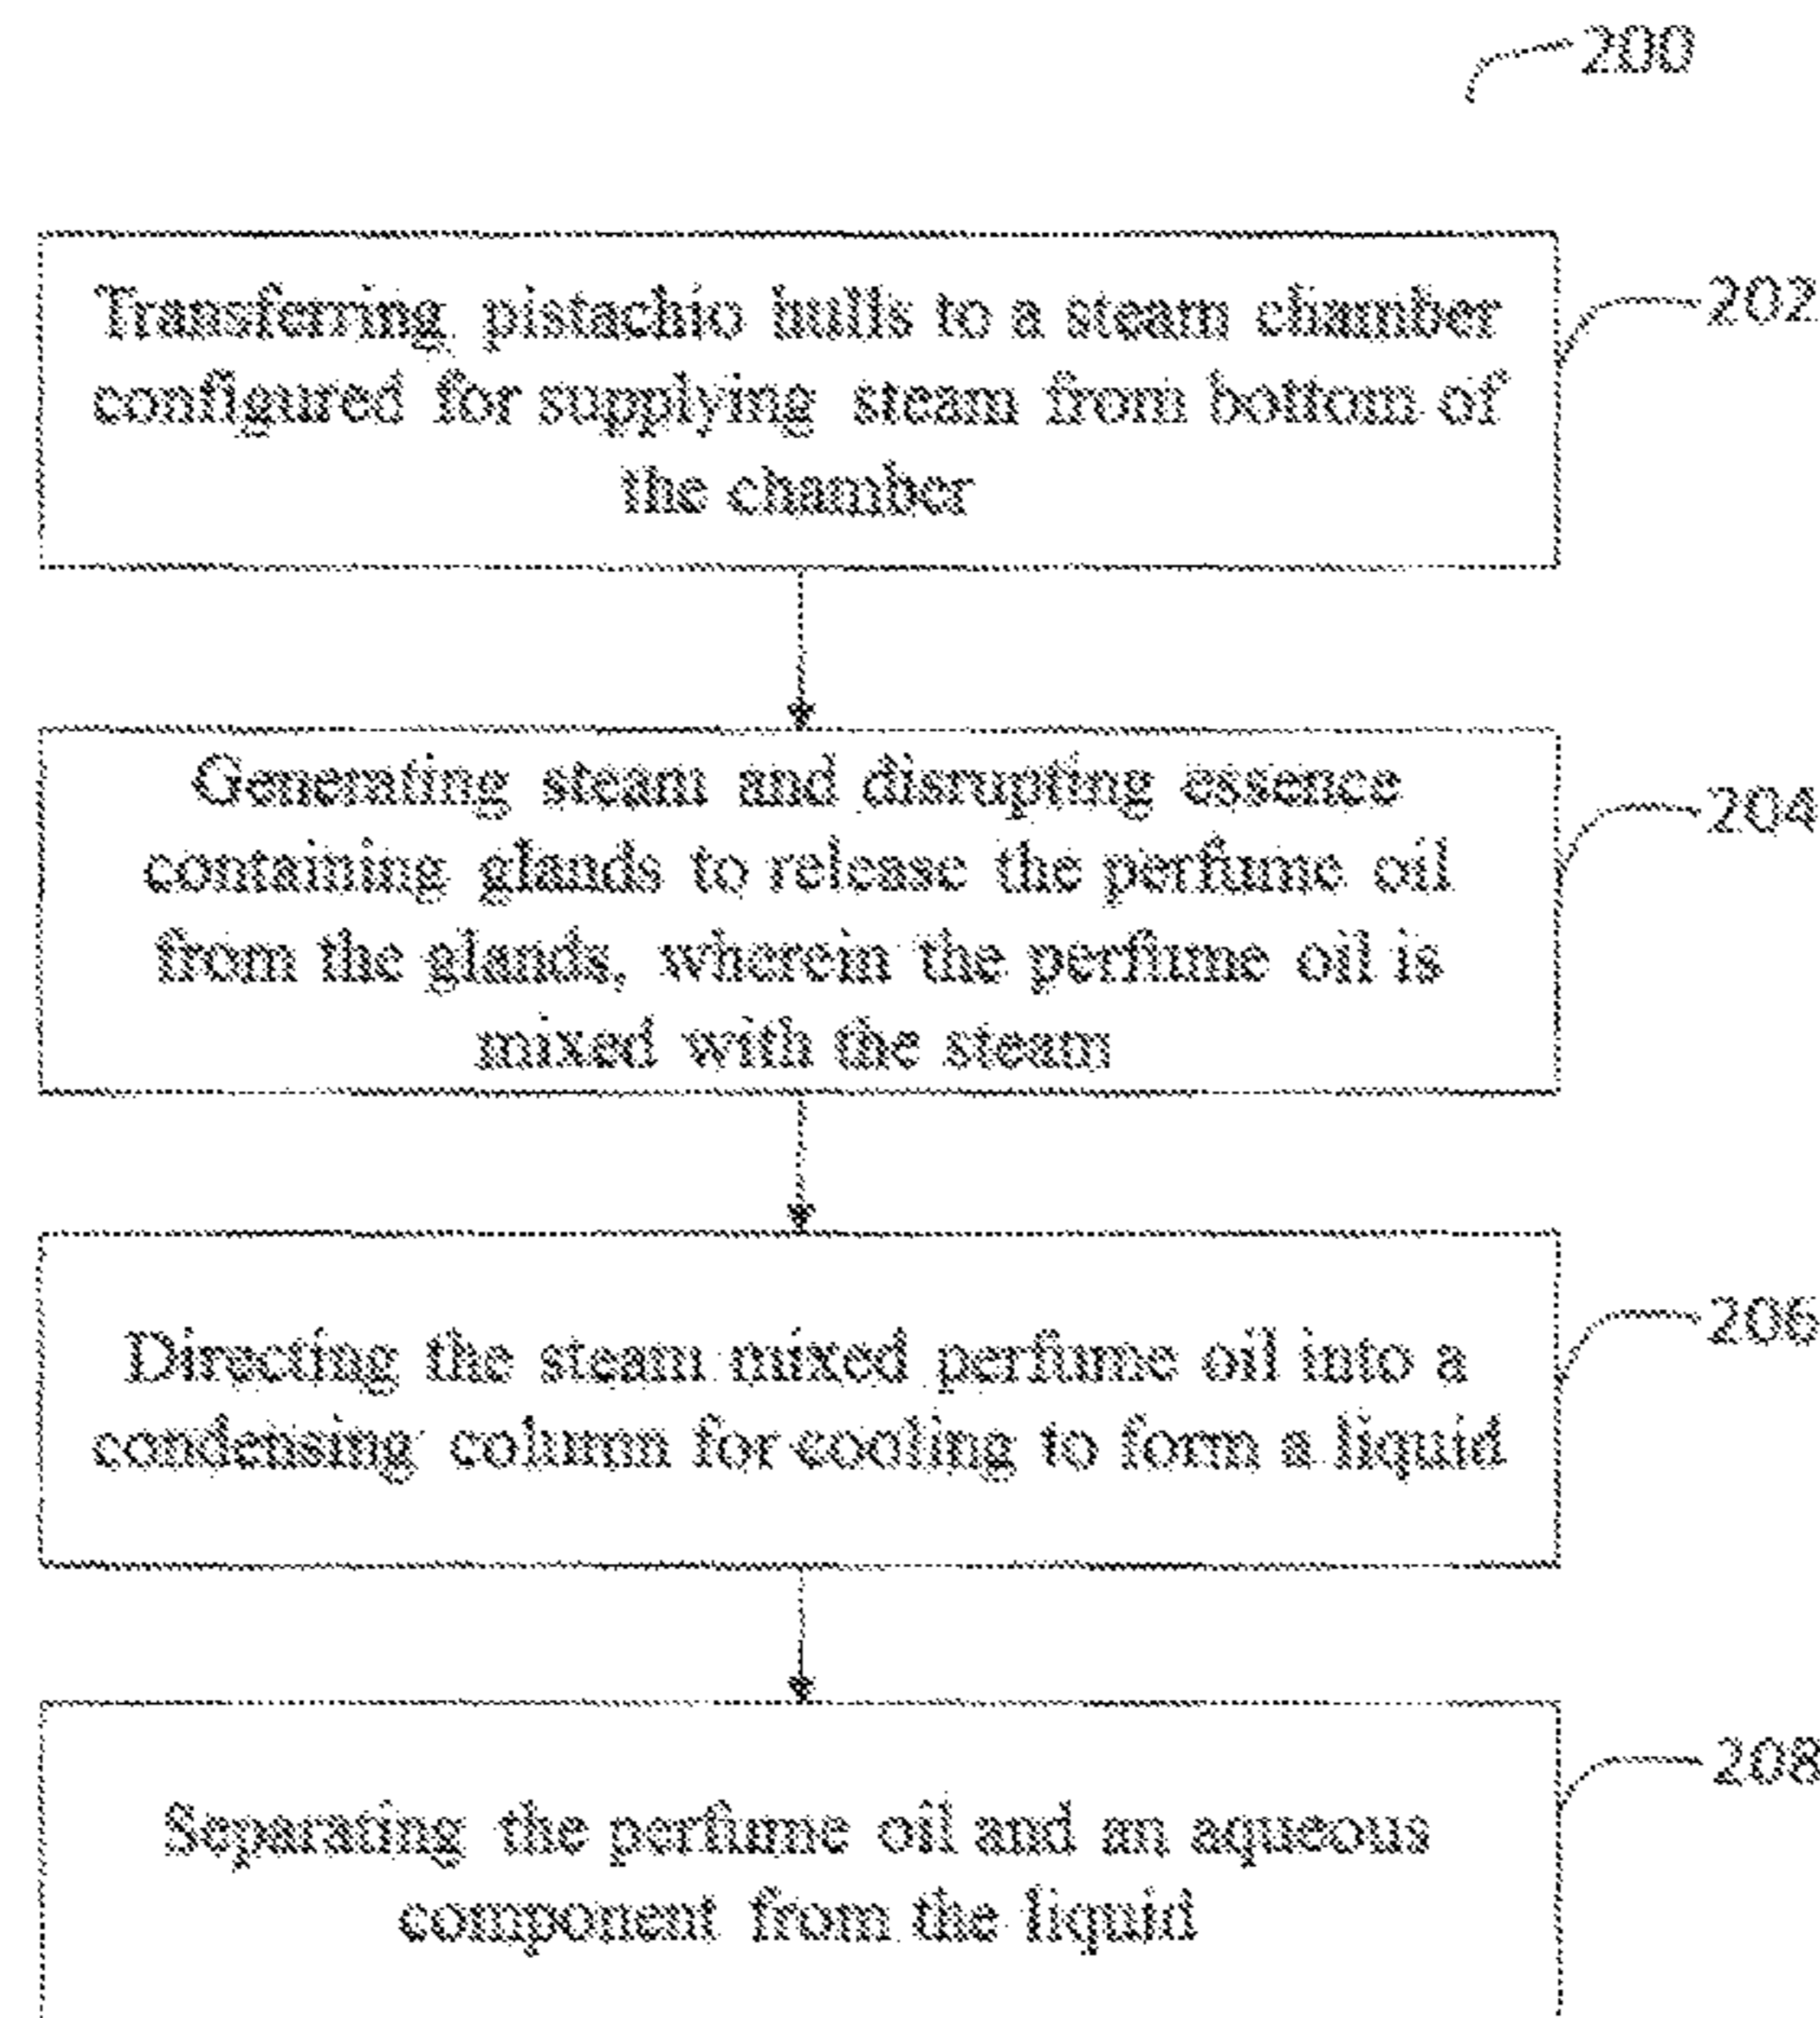 200
Transferring pistachio hulls to a steam chamber
configured for supplying steam from bottom of
the chamber
202
Generating steam and disrupting essence
containing glands to release the perfume oil
from the glands, wherein the perfume oil is
mixed with the steam
204
Directing the steam mixed perfume oil into a
condensing column for cooling to form a liquid
206
Separating the perfume oil and an aqueous
component from the liquid
208